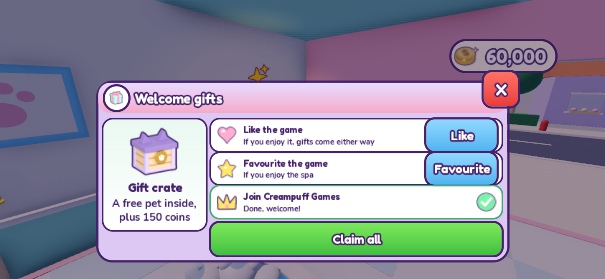 60,000
Welcome gifts
X
Gift crate
A free pet inside,
plus 150 coins
Like the game
If you enjoy it, gifts come either way
Like
Favourite the game
If you enjoy the spa
Favourite
Join Creampuff Games
Done, welcome!
Claim all